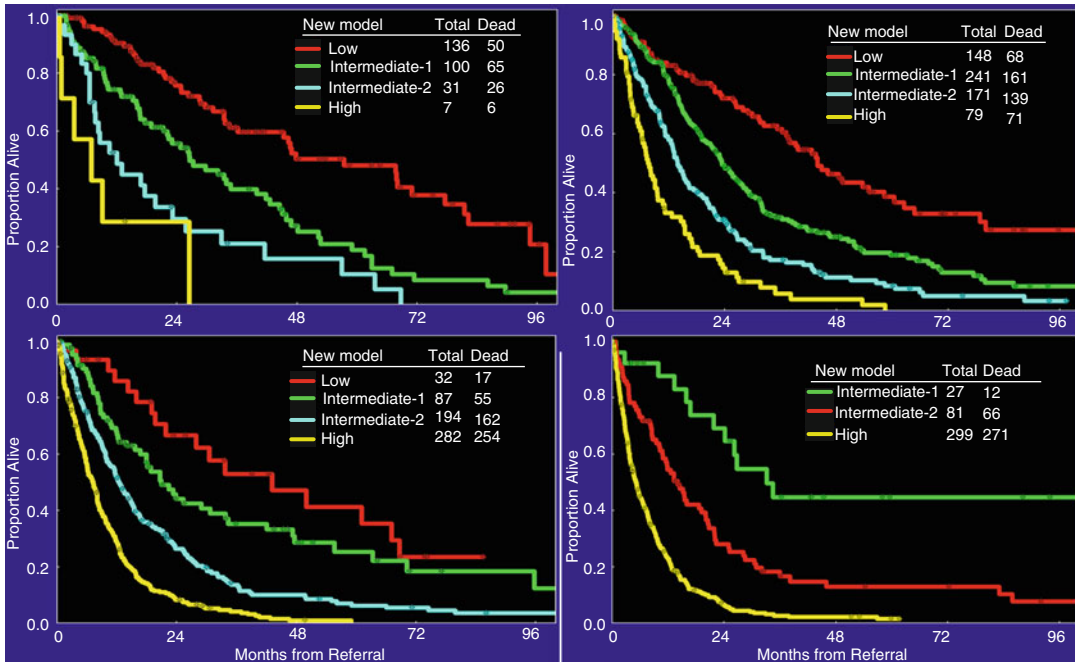 New model Total Dead
Low 136 50
Intermediate-1 100 65
Intermediate-2 31 26
High 7 6
Proportion Alive
1.0
0.8
0.6
0.4
0.2
0.0
0 24 48 72 96
New model Total Dead
Low 148 68
Intermediate-1 241 161
Intermediate-2 171 139
High 79 71
Proportion Alive
1.0
0.8
0.6
0.4
0.2
0.0
0 24 48 72 96
New model Total Dead
Low 32 17
Intermediate-1 87 55
Intermediate-2 194 162
High 282 254
Proportion Alive
1.0
0.8
0.6
0.4
0.2
0.0
0 24 48 72 96
Months from Referral
New model Total Dead
Intermediate-1 27 12
Intermediate-2 81 66
High 299 271
Proportion Alive
1.0
0.8
0.6
0.4
0.2
0.0
0 24 48 72 96
Months from Referral